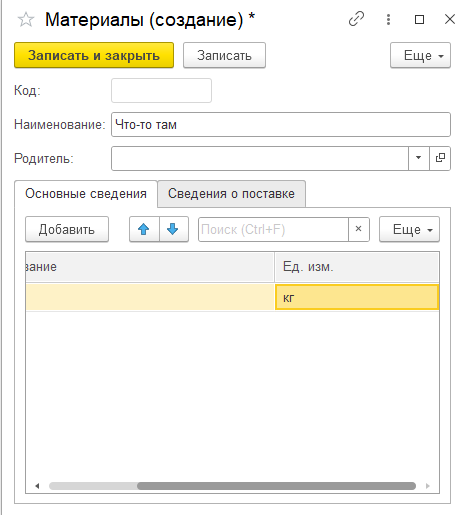 Материалы (создание) *
Записать и закрыть
Записать
Еще
Код:
Наименование: Что-то там
Родитель:
Основные сведения
Сведения о поставке
Добавить
Поиск (Ctrl+F)
×
Еще
вание
Ед. изм.
кг